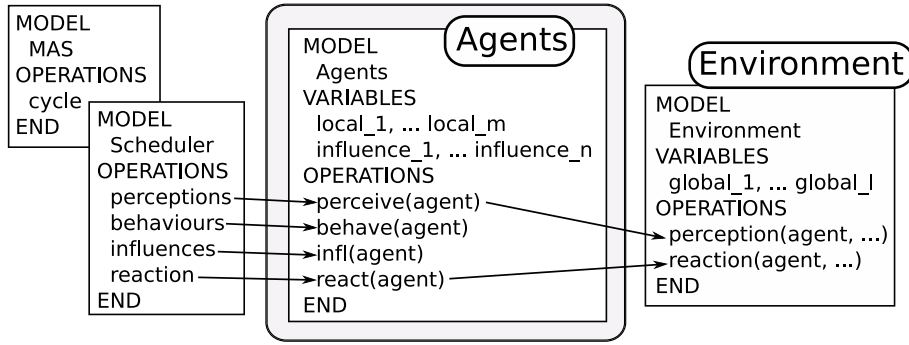 MODEL
MAS
OPERATIONS
cycle
END
MODEL
Scheduler
OPERATIONS
perceptions
behaviours
influences
reaction
END
Agents
MODEL
Agents
VARIABLES
local_1, ... local_m
influence_1, ... influence_n
OPERATIONS
perceive(agent)
behave(agent)
infl(agent)
react(agent)
END
Environment
MODEL
Environment
VARIABLES
global_1, ... global_l
OPERATIONS
perception(agent, ...)
reaction(agent, ...)
END